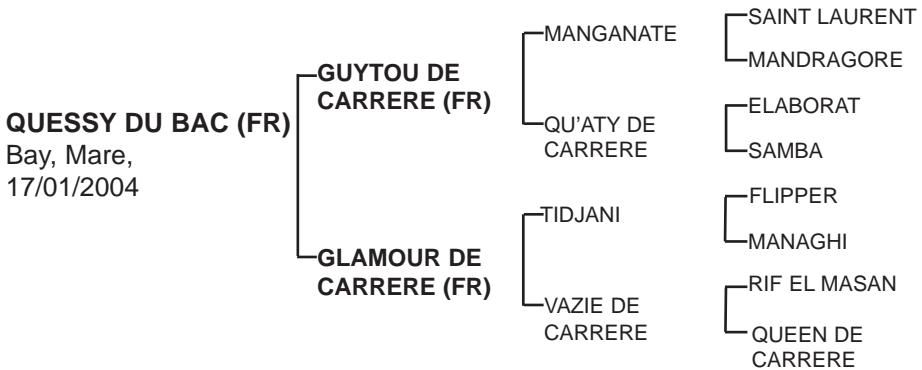 QUESSY DU BAC (FR)
Bay, Mare,
17/01/2004
GUYTOU DE
CARRERE (FR)
GLAMOUR DE
CARRERE (FR)
MANGANATE
QU'ATY DE
CARRERE
TIDJANI
VAZIE DE
CARRERE
SAINT LAURENT
MANDRAGORE
ELABORAT
SAMBA
FLIPPER
MANAGHI
RIF EL MASAN
QUEEN DE
CARRERE